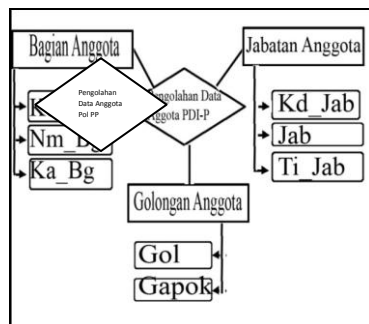 Bagian Anggota
Jabatan Anggota
Pengolahan
Data Anggota
Pol PP
Pengolahan Data
Anggota PDI-P
K
Nm_Bg
Ka_Bg
Kd_Jab
Jab
Ti_Jab
Golongan Anggota
Gol
Gapok